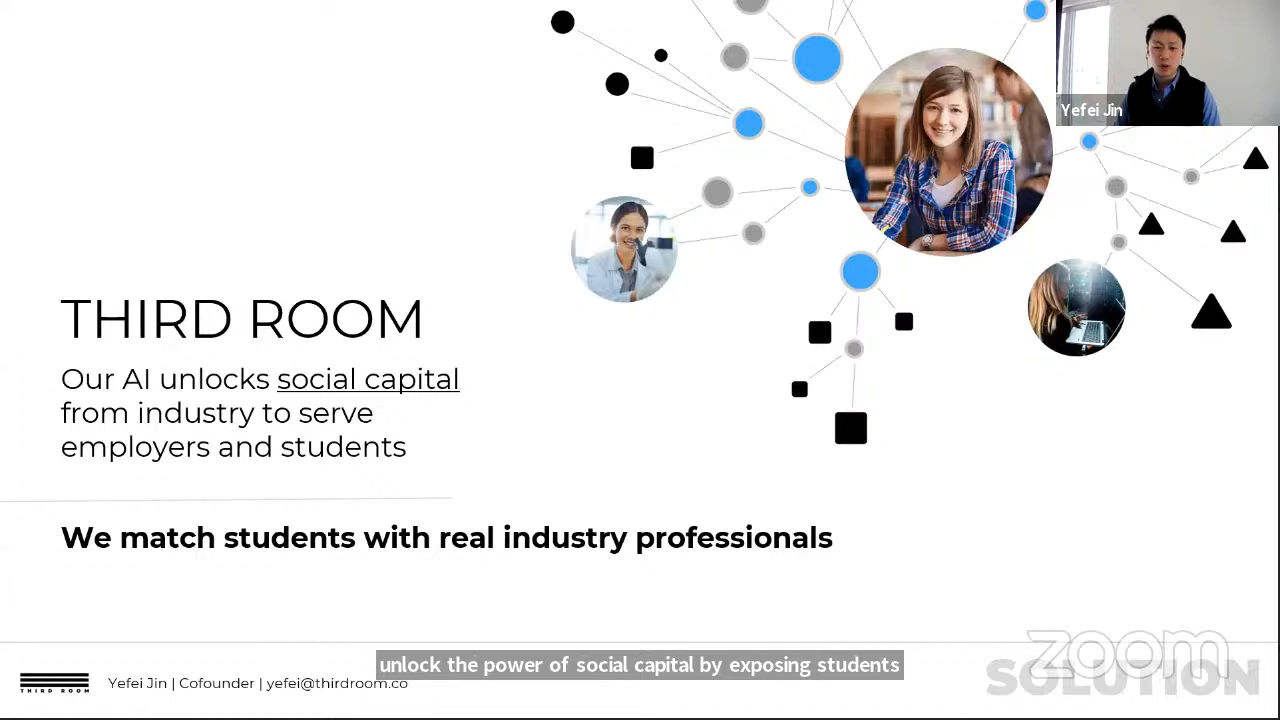 Yefei Jin
THIRD ROOM
Our AI unlocks social capital
from industry to serve
employers and students
We match students with real industry professionals
unlock the power of social capital by exposing students
THIRD ROOM
Yefei Jin | Cofounder | yefei@thirdroom.co
zoom
SOLUTION